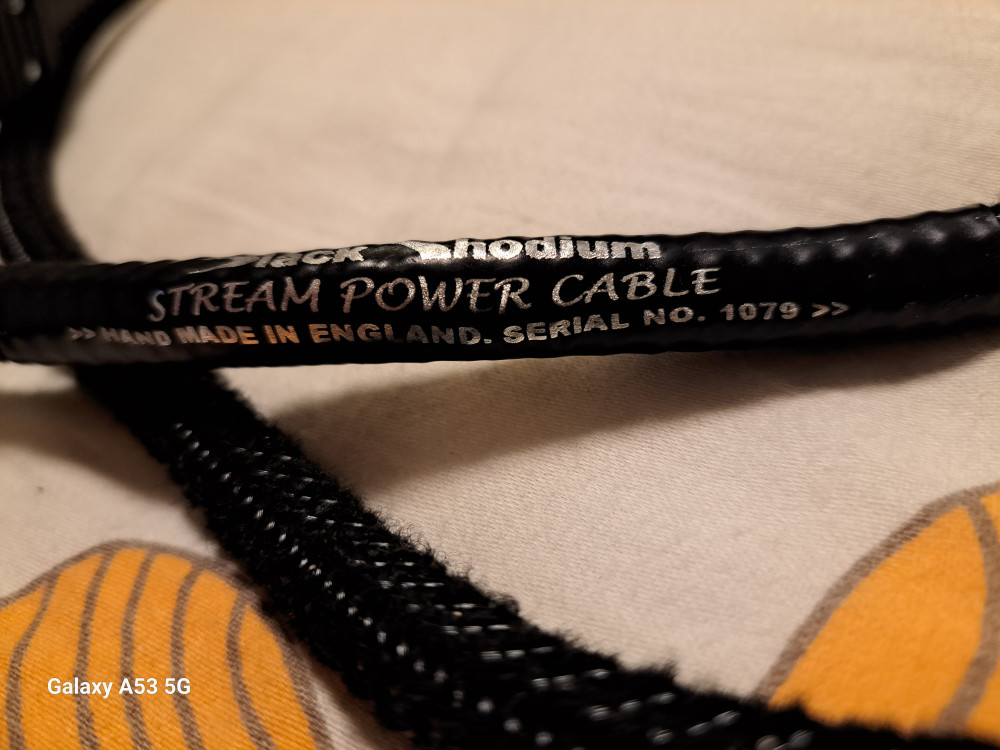 Black Rhodium
STREAM POWER CABLE
>> HAND MADE IN ENGLAND. SERIAL NO. 1079 >>
Galaxy A53 5G